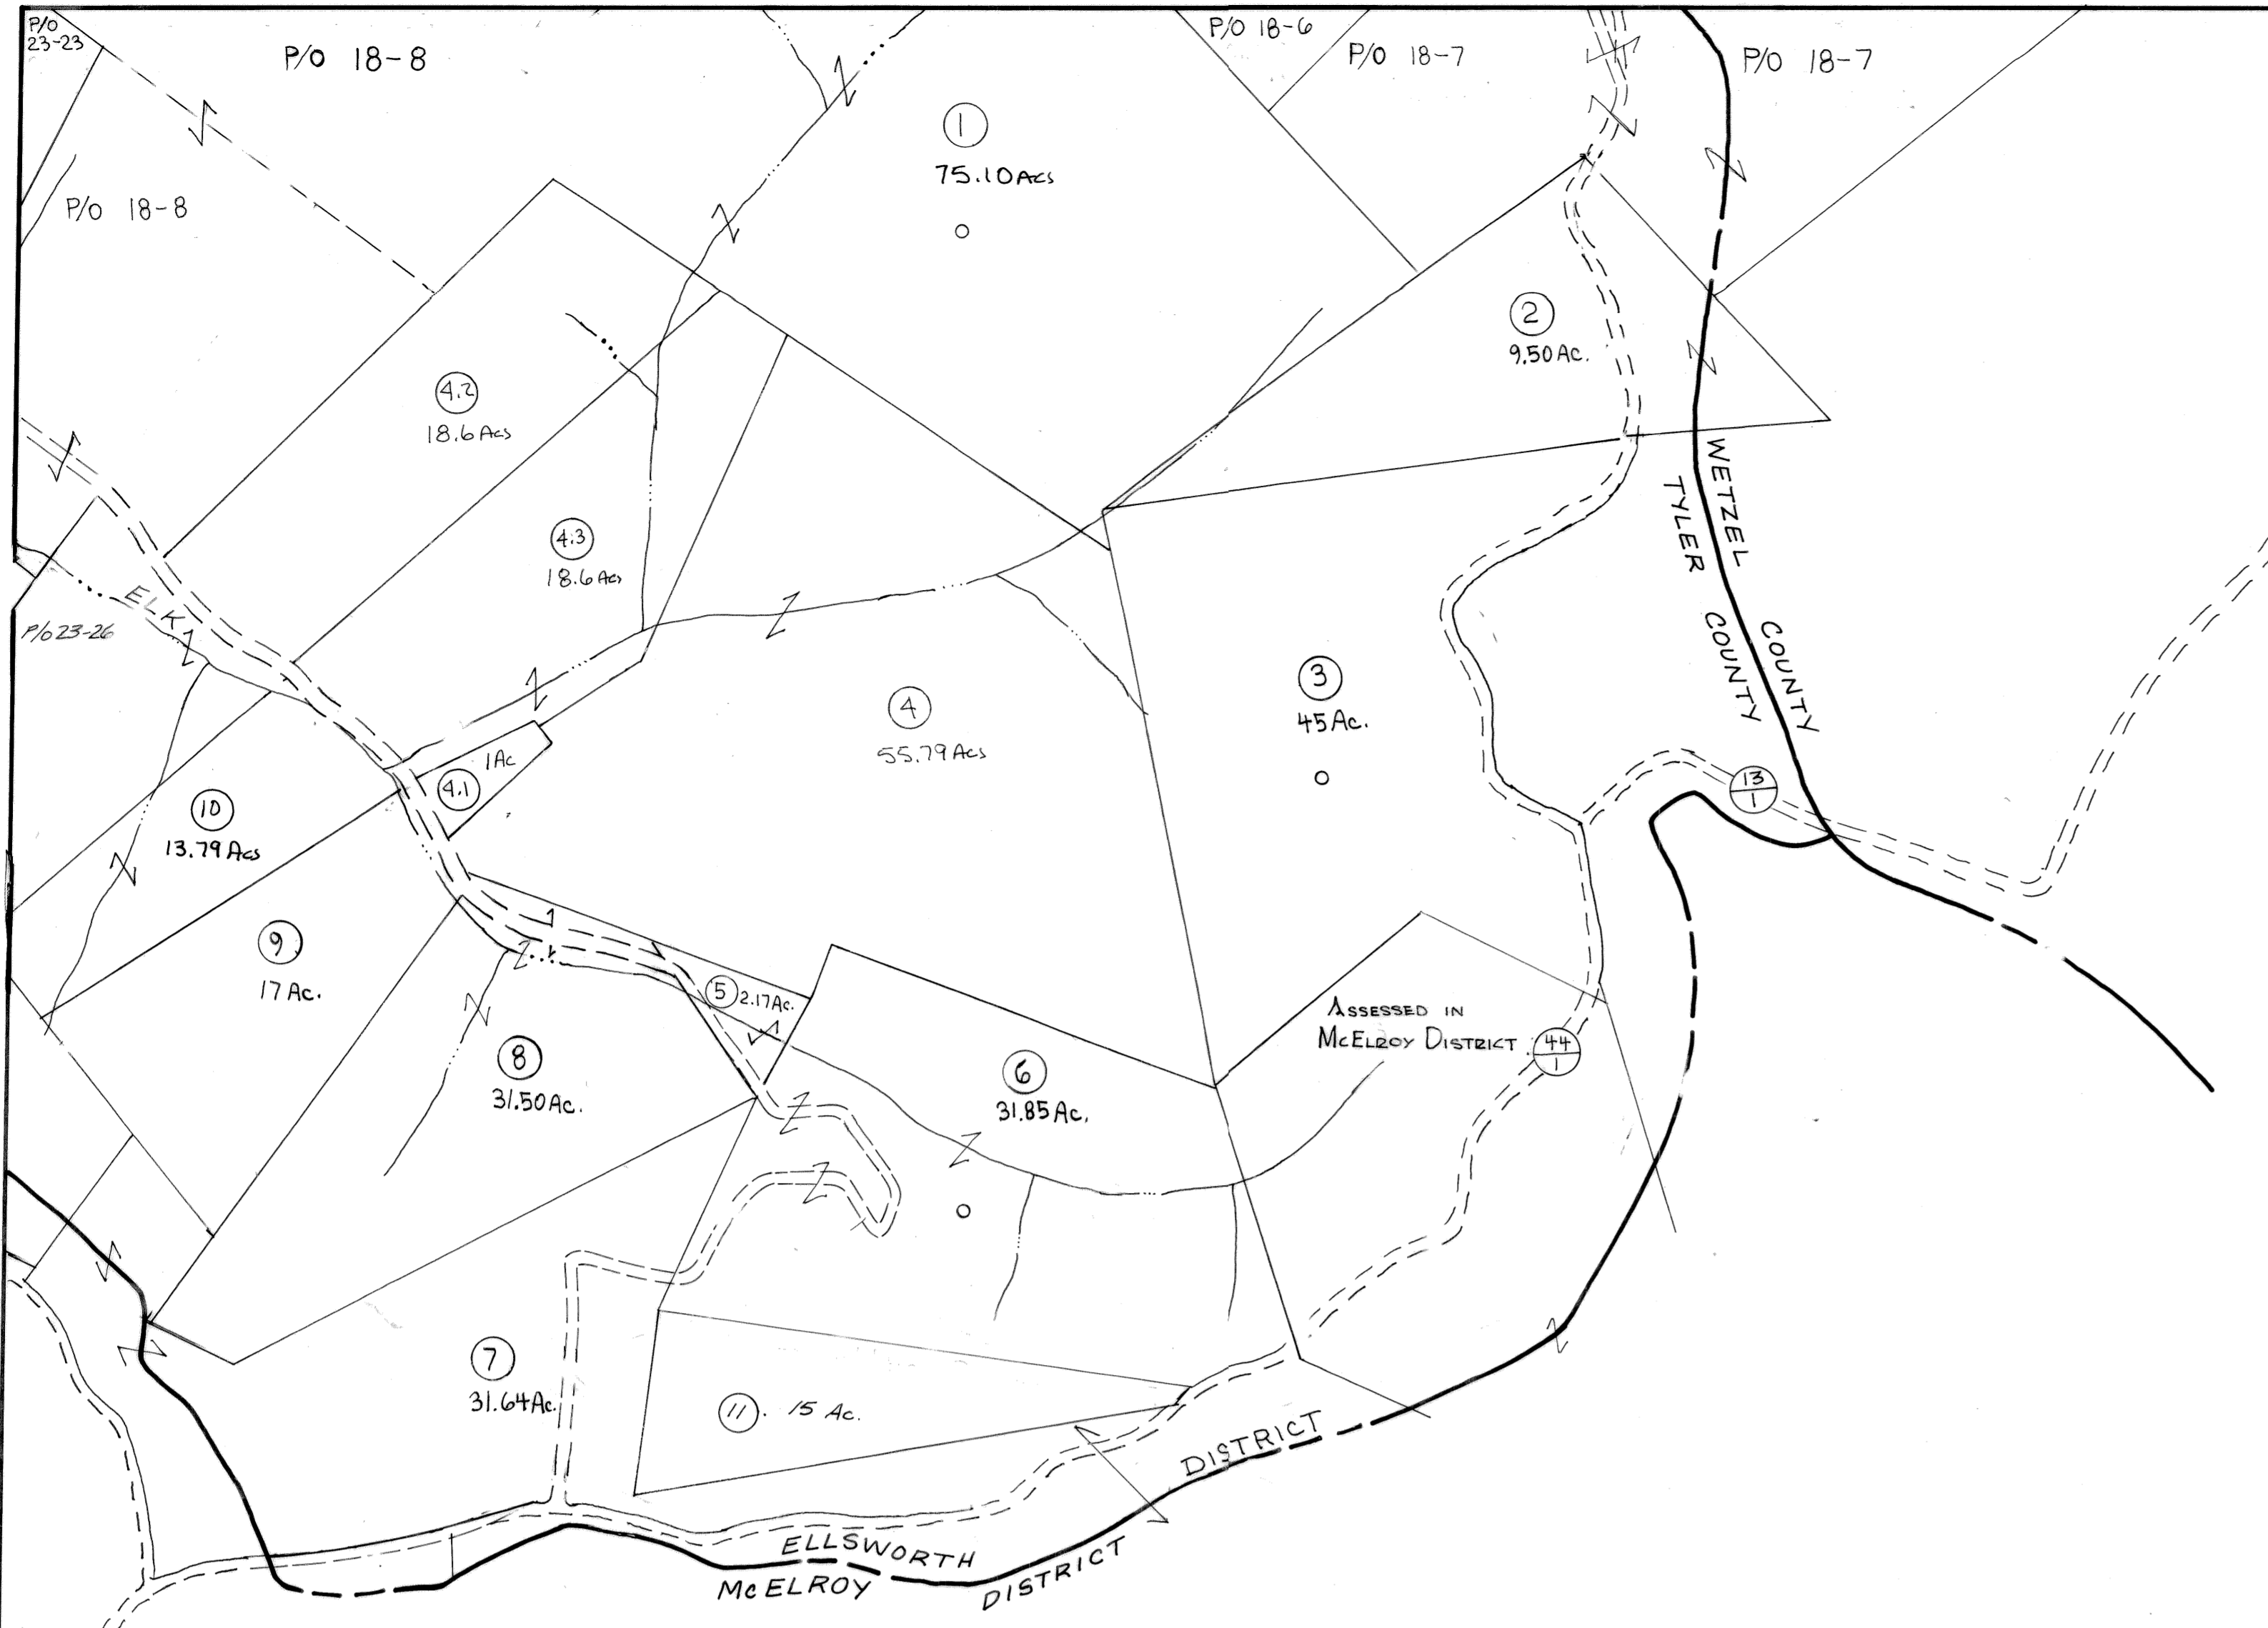 P/O
23-23
P/O 18-8
P/O 18-6
P/O 18-7
P/O 18-7
1
75.10 Acs
P/O 18-8
2
9.50 Ac.
4.2
18.6 Acs
WETZEL COUNTY
TYLER COUNTY
4.3
18.6 Acs
ELK
P/O 23-26
3
45 Ac.
4
55.79 Acs
1 Ac
4.1
13
1
10
13.79 Acs
9
17 Ac.
5 2.17 Ac.
ASSESSED IN
McELROY DISTRICT
44
1
8
31.50 Ac.
6
31.85 Ac.
7
31.64 Ac.
11. 15 Ac.
ELLSWORTH DISTRICT
McELROY DISTRICT